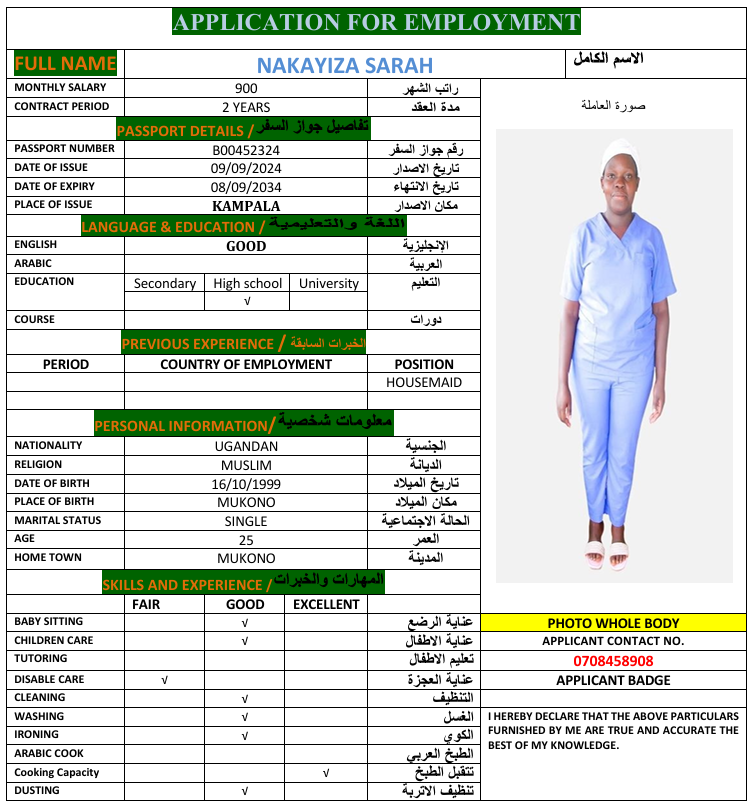 APPLICATION FOR EMPLOYMENT
FULL NAME NAKAYIZA SARAH الاسم الكامل
MONTHLY SALARY 900 راتب الشهر
CONTRACT PERIOD 2 YEARS مدة العقد
صورة العاملة
PASSPORT DETAILS / تفاصيل جواز السفر
PASSPORT NUMBER B00452324 رقم جواز السفر
DATE OF ISSUE 09/09/2024 تاريخ الاصدار
DATE OF EXPIRY 08/09/2034 تاريخ الانتهاء
PLACE OF ISSUE KAMPALA مكان الاصدار
LANGUAGE & EDUCATION / اللغة والتعليمية
ENGLISH GOOD الإنجليزية
ARABIC العربية
EDUCATION Secondary High school University التعليم
√
COURSE دورات
PREVIOUS EXPERIENCE / الخبرات السابقة
PERIOD COUNTRY OF EMPLOYMENT POSITION
HOUSEMAID
PERSONAL INFORMATION/ معلومات شخصية
NATIONALITY UGANDAN الجنسية
RELIGION MUSLIM الديانة
DATE OF BIRTH 16/10/1999 تاريخ الميلاد
PLACE OF BIRTH MUKONO مكان الميلاد
MARITAL STATUS SINGLE الحالة الاجتماعية
AGE 25 العمر
HOME TOWN MUKONO المدينة
SKILLS AND EXPERIENCE / المهارات والخبرات
FAIR GOOD EXCELLENT
BABY SITTING √ عناية الرضع
CHILDREN CARE √ عناية الاطفال
TUTORING تعليم الاطفال
DISABLE CARE √ عناية العجزة
CLEANING √ التنظيف
WASHING √ الغسل
IRONING √ الكوي
ARABIC COOK الطبخ العربي
Cooking Capacity √ تتقبل الطبخ
DUSTING √ تنظيف الاتربة
PHOTO WHOLE BODY
APPLICANT CONTACT NO.
0708458908
APPLICANT BADGE
I HEREBY DECLARE THAT THE ABOVE PARTICULARS
FURNISHED BY ME ARE TRUE AND ACCURATE THE
BEST OF MY KNOWLEDGE.